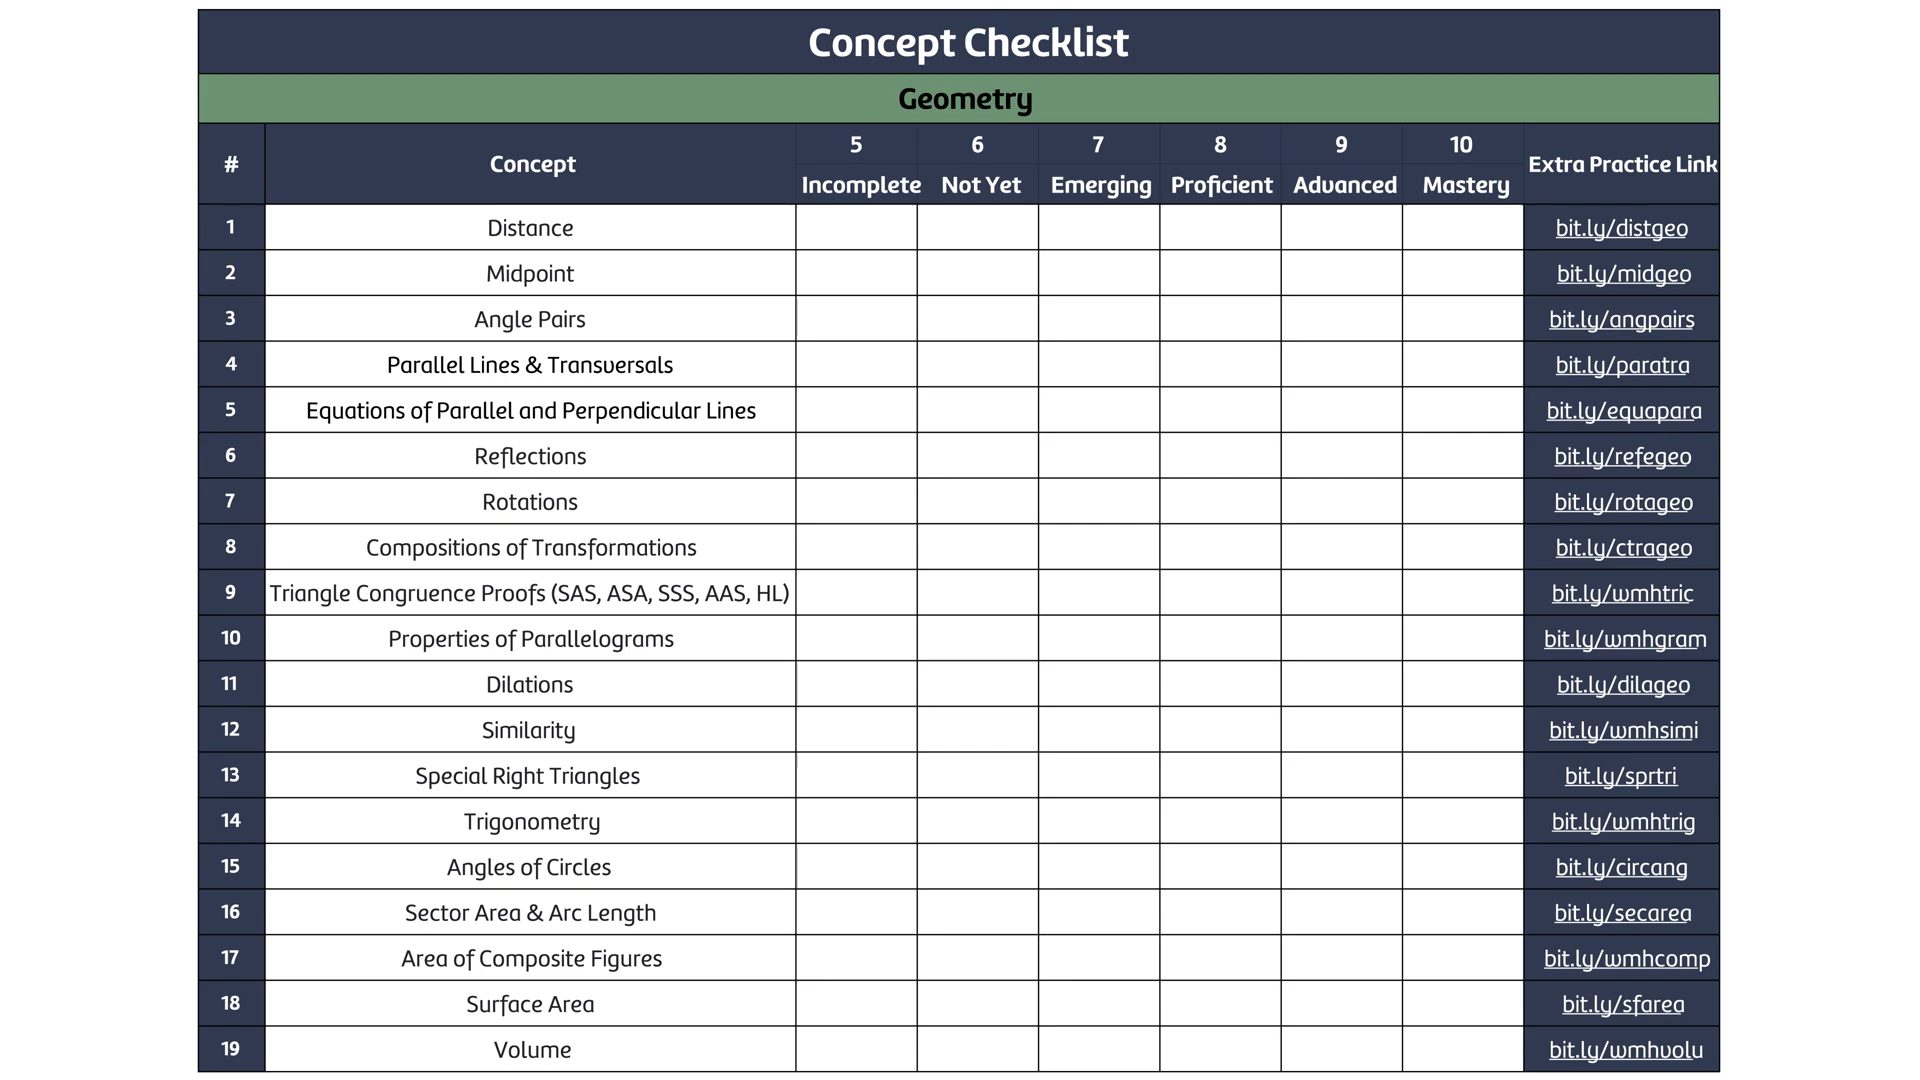 Concept Checklist
Geometry
# Concept 5 6 7 8 9 10 Extra Practice Link
Incomplete Not Yet Emerging Proficient Advanced Mastery
1 Distance bit.ly/distgeo
2 Midpoint bit.ly/midgeo
3 Angle Pairs bit.ly/angpairs
4 Parallel Lines & Transversals bit.ly/paratra
5 Equations of Parallel and Perpendicular Lines bit.ly/equapara
6 Reflections bit.ly/refegeo
7 Rotations bit.ly/rotageo
8 Compositions of Transformations bit.ly/ctrageo
9 Triangle Congruence Proofs (SAS, ASA, SSS, AAS, HL) bit.ly/wmhtric
10 Properties of Parallelograms bit.ly/wmhgram
11 Dilations bit.ly/dilageo
12 Similarity bit.ly/wmhsimi
13 Special Right Triangles bit.ly/sprtri
14 Trigonometry bit.ly/wmhtrig
15 Angles of Circles bit.ly/circang
16 Sector Area & Arc Length bit.ly/secarea
17 Area of Composite Figures bit.ly/wmhcomp
18 Surface Area bit.ly/sfarea
19 Volume bit.ly/wmhvolu